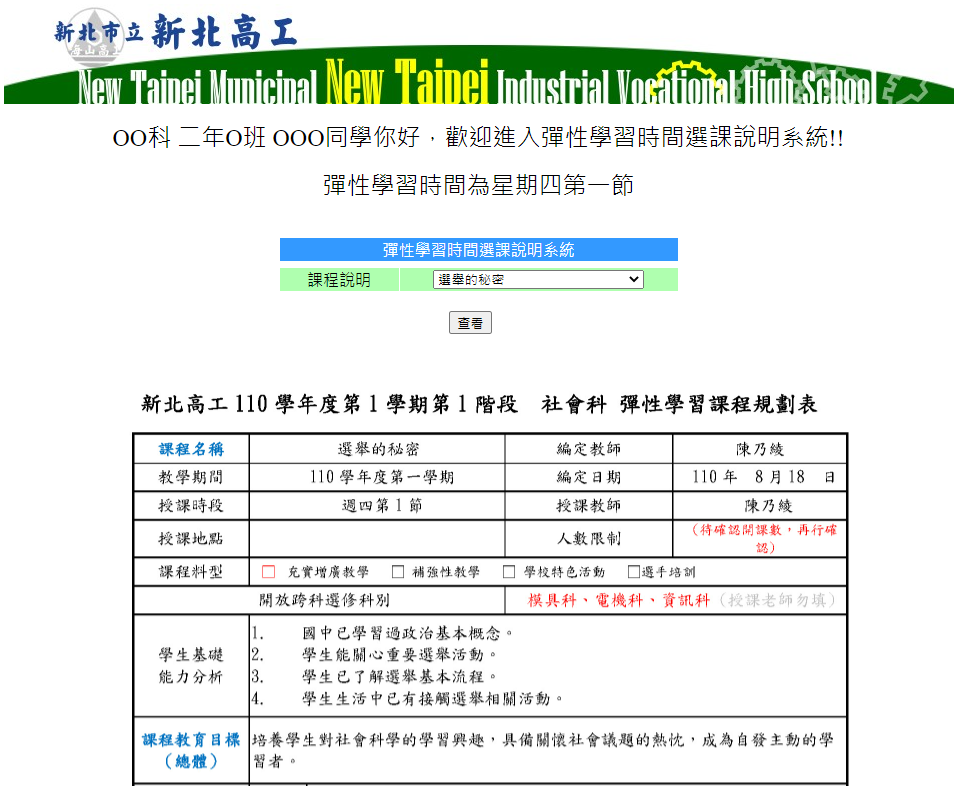 新北市立新北高工
New Taipei Municipal New Taipei Industrial Vocational High School
OO科 二年O班 OOO同學你好，歡迎進入彈性學習時間選課說明系統!!
彈性學習時間為星期四第一節
彈性學習時間選課說明系統
課程說明 選舉的秘密
查看
新北高工 110 學年度第 1 學期第 1 階段 社會科 彈性學習課程規劃表
課程名稱 選舉的秘密 編定教師 陳乃綾
教學期間 110 學年度第一學期 編定日期 110 年 8 月 18 日
授課時段 週四第 1 節 授課教師 陳乃綾
授課地點 人數限制 （待確認開課數，再行確認）
課程類型 □ 充實增廣教學 □ 補強性教學 □ 學校特色活動 □選手培訓
開放跨科選修科別 模具科、電機科、資訊科（授課老師勿填）
學生基礎
能力分析
1. 國中已學習過政治基本概念。
2. 學生能關心重要選舉活動。
3. 學生已了解選舉基本流程。
4. 學生生活中已有接觸選舉相關活動。
課程教育目標
（總體）
培養學生對社會科學的學習興趣，具備關懷社會議題的熱忱，成為自發主動的學
習者。